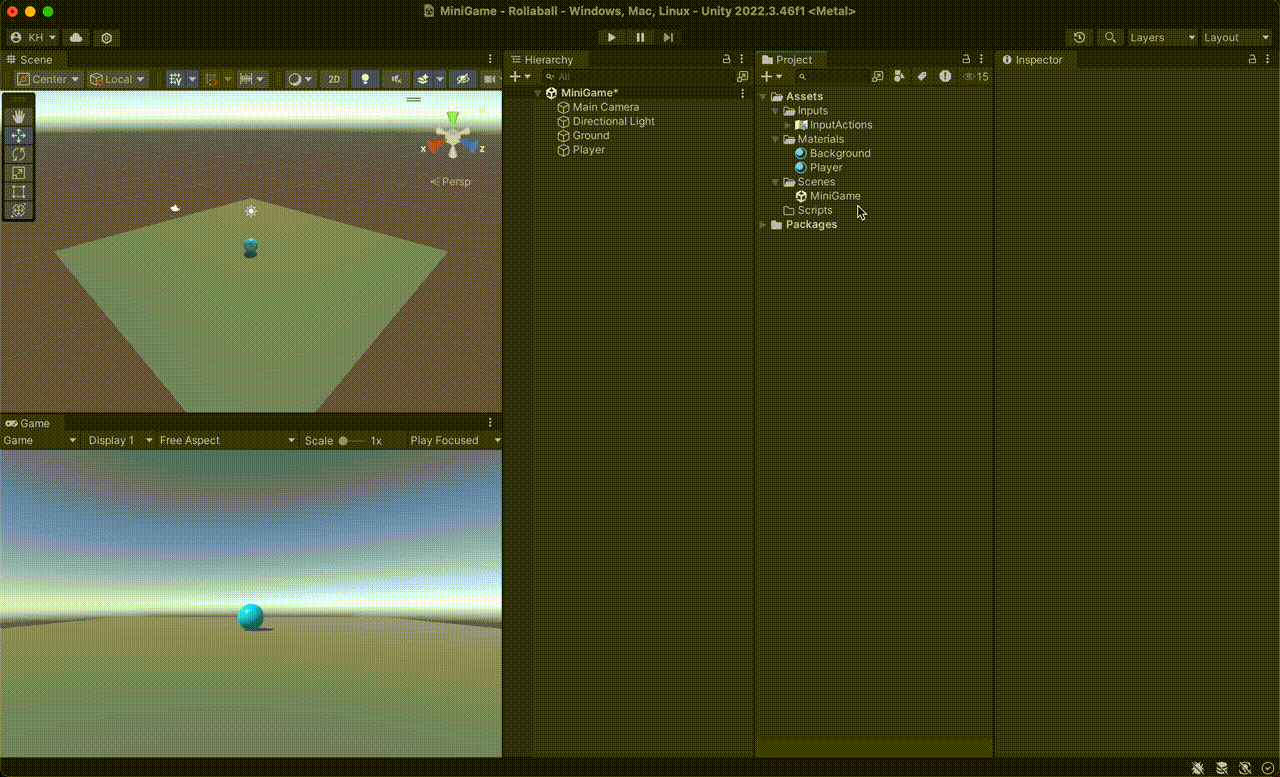 MiniGame - Rollaball - Windows, Mac, Linux - Unity 2022.3.46f1 <Metal>
KH
Layers
Layout
Scene
Center
Local
2D
x
z
Persp
Game
Game
Display 1
Free Aspect
Scale
1x
Play Focused
Hierarchy
All
MiniGame*
Main Camera
Directional Light
Ground
Player
Project
15
Assets
Inputs
InputActions
Materials
Background
Player
Scenes
MiniGame
Scripts
Packages
Inspector